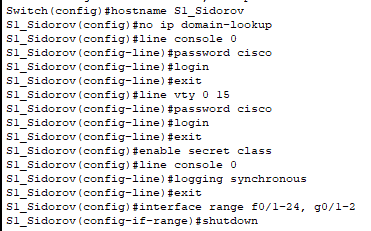 Switch(config)#hostname S1_Sidorov
S1_Sidorov(config)#no ip domain-lookup
S1_Sidorov(config)#line console 0
S1_Sidorov(config-line)#password cisco
S1_Sidorov(config-line)#login
S1_Sidorov(config-line)#exit
S1_Sidorov(config)#line vty 0 15
S1_Sidorov(config-line)#password cisco
S1_Sidorov(config-line)#login
S1_Sidorov(config-line)#exit
S1_Sidorov(config)#enable secret class
S1_Sidorov(config)#line console 0
S1_Sidorov(config-line)#logging synchronous
S1_Sidorov(config-line)#exit
S1_Sidorov(config)#interface range f0/1-24, g0/1-2
S1_Sidorov(config-if-range)#shutdown